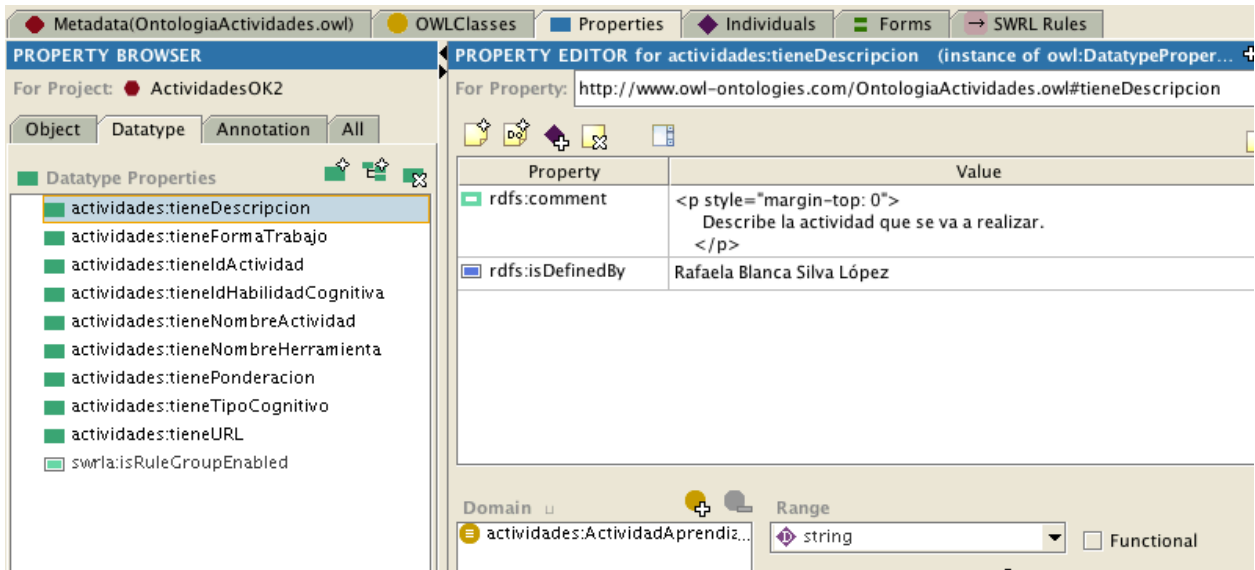 Metadata(OntologiaActividades.owl) OWLClasses Properties Individuals Forms SWRL Rules
PROPERTY BROWSER
For Project: ActividadesOK2
Object Datatype Annotation All
Datatype Properties
actividades:tieneDescripcion
actividades:tieneFormaTrabajo
actividades:tieneIdActividad
actividades:tieneIdHabilidadCognitiva
actividades:tieneNombreActividad
actividades:tieneNombreHerramienta
actividades:tienePonderacion
actividades:tieneTipoCognitivo
actividades:tieneURL
swrla:isRuleGroupEnabled
PROPERTY EDITOR for actividades:tieneDescripcion (instance of owl:DatatypeProper...
For Property: http://www.owl-ontologies.com/OntologiaActividades.owl#tieneDescripcion
Property Value
rdfs:comment <p style="margin-top: 0">
Describe la actividad que se va a realizar.
</p>
rdfs:isDefinedBy Rafaela Blanca Silva López
Domain Range
actividades:ActividadAprendiz... string Functional